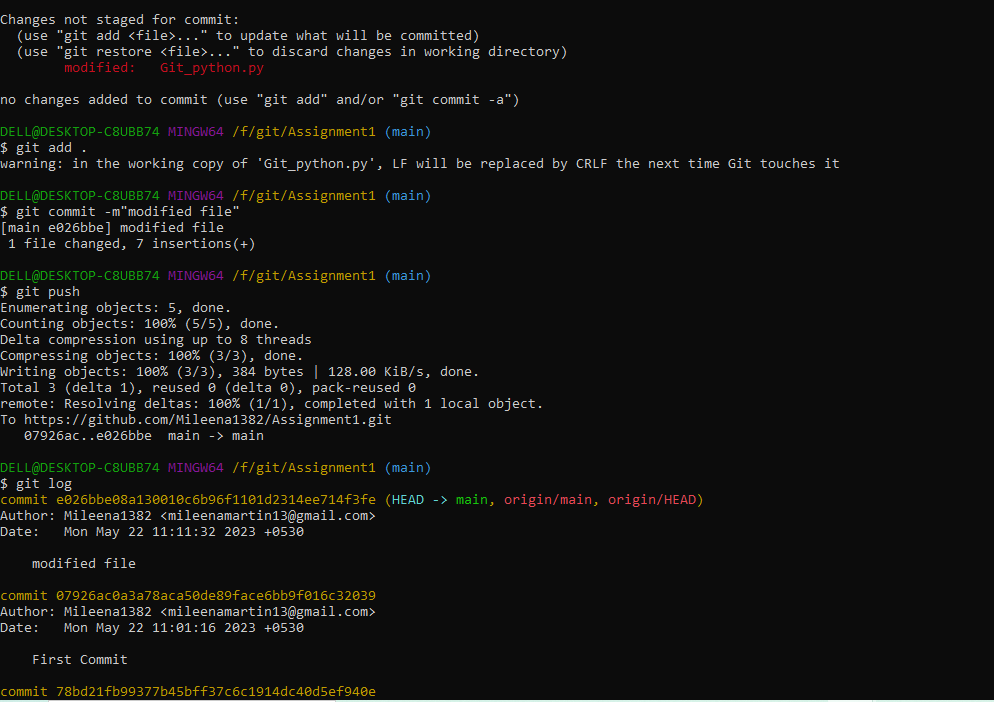 Changes not staged for commit:
  (use "git add <file>..." to update what will be committed)
  (use "git restore <file>..." to discard changes in working directory)
        modified:   Git_python.py

no changes added to commit (use "git add" and/or "git commit -a")

DELL@DESKTOP-C8UBB74 MINGW64 /f/git/Assignment1 (main)
$ git add .
warning: in the working copy of 'Git_python.py', LF will be replaced by CRLF the next time Git touches it

DELL@DESKTOP-C8UBB74 MINGW64 /f/git/Assignment1 (main)
$ git commit -m"modified file"
[main e026bbe] modified file
 1 file changed, 7 insertions(+)

DELL@DESKTOP-C8UBB74 MINGW64 /f/git/Assignment1 (main)
$ git push
Enumerating objects: 5, done.
Counting objects: 100% (5/5), done.
Delta compression using up to 8 threads
Compressing objects: 100% (3/3), done.
Writing objects: 100% (3/3), 384 bytes | 128.00 KiB/s, done.
Total 3 (delta 1), reused 0 (delta 0), pack-reused 0
remote: Resolving deltas: 100% (1/1), completed with 1 local object.
To https://github.com/Mileena1382/Assignment1.git
   07926ac..e026bbe  main -> main

DELL@DESKTOP-C8UBB74 MINGW64 /f/git/Assignment1 (main)
$ git log
commit e026bbe08a130010c6b96f1101d2314ee714f3fe (HEAD -> main, origin/main, origin/HEAD)
Author: Mileena1382 <mileenamartin13@gmail.com>
Date:   Mon May 22 11:11:32 2023 +0530

    modified file

commit 07926ac0a3a78aca50de89face6bb9f016c32039
Author: Mileena1382 <mileenamartin13@gmail.com>
Date:   Mon May 22 11:01:16 2023 +0530

    First Commit

commit 78bd21fb99377b45bff37c6c1914dc40d5ef940e